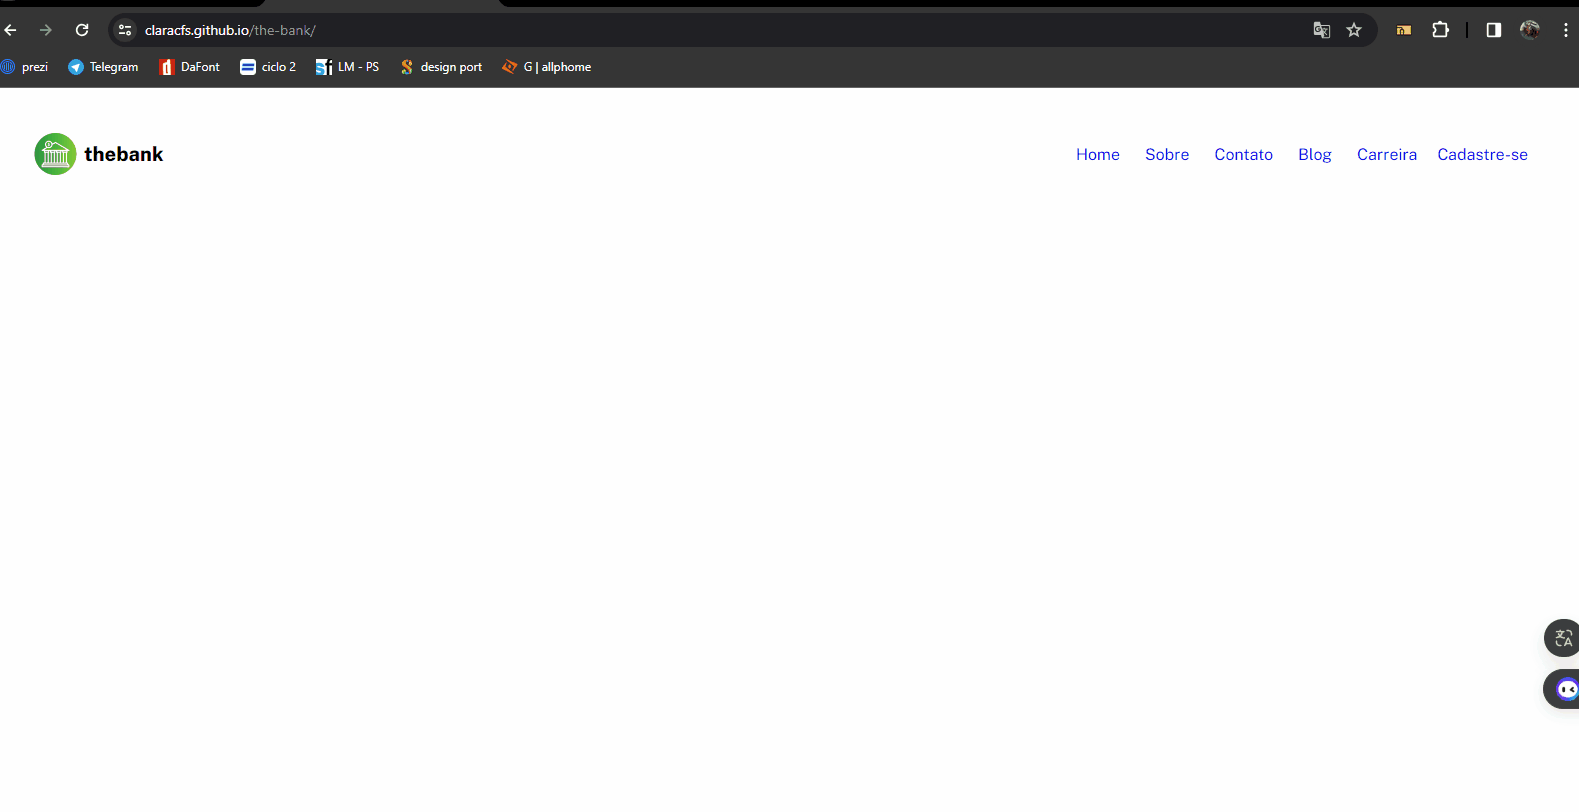 claracfs.github.io/the-bank/
prezi Telegram DaFont ciclo 2 LM - PS design port G | allphome
thebank Home Sobre Contato Blog Carreira Cadastre-se